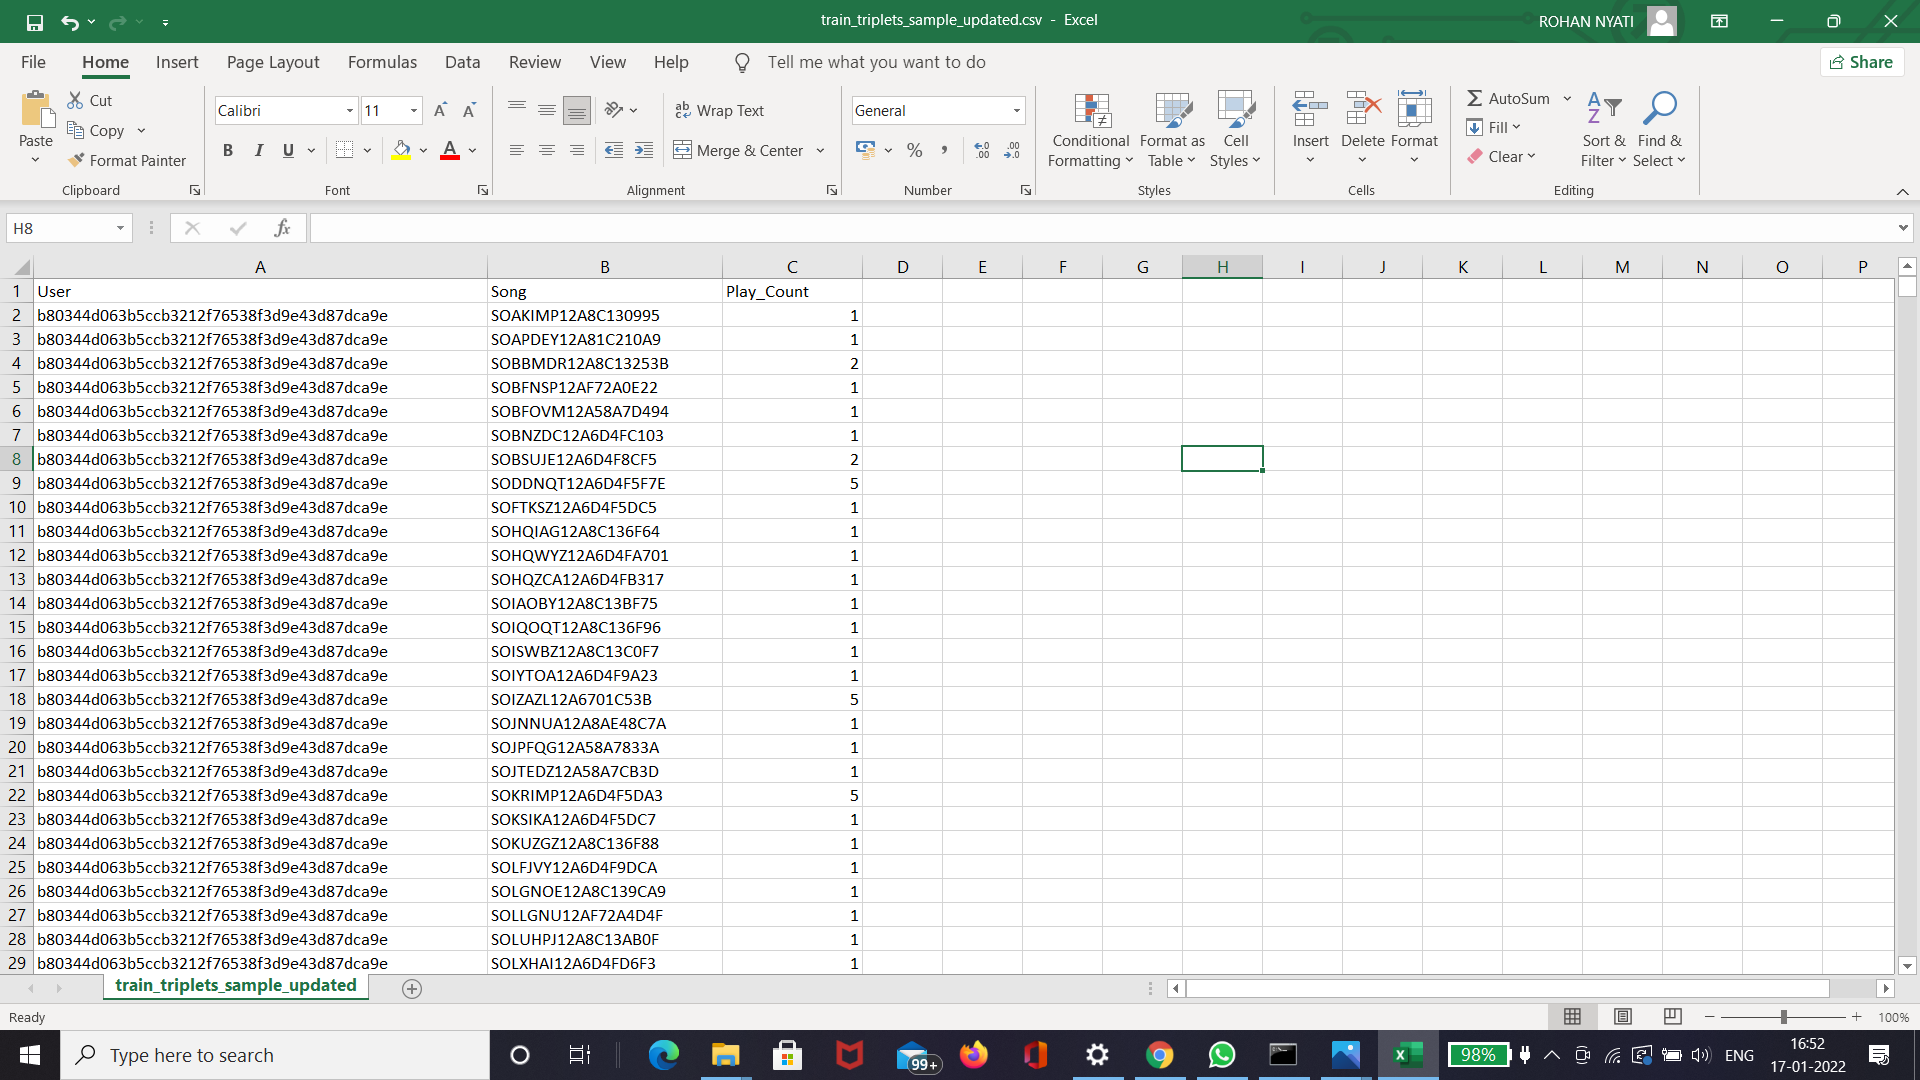 train_triplets_sample_updated.csv - Excel
ROHAN NYATI
File Home Insert Page Layout Formulas Data Review View Help Tell me what you want to do Share
Paste
Cut
Copy
Format Painter
Clipboard
Calibri 11
B I U
Font
Wrap Text
Merge & Center
Alignment
General
Number
Conditional Formatting
Format as Table
Cell Styles
Styles
Insert Delete Format
Cells
AutoSum
Fill
Clear
Sort & Filter
Find & Select
Editing
H8 fx
A B C D E F G H I J K L M N O P
1 User Song Play_Count
2 b80344d063b5ccb3212f76538f3d9e43d87dca9e SOAKIMP12A8C130995 1
3 b80344d063b5ccb3212f76538f3d9e43d87dca9e SOAPDEY12A81C210A9 1
4 b80344d063b5ccb3212f76538f3d9e43d87dca9e SOBBMDR12A8C13253B 2
5 b80344d063b5ccb3212f76538f3d9e43d87dca9e SOBFNSP12AF72A0E22 1
6 b80344d063b5ccb3212f76538f3d9e43d87dca9e SOBFOVM12A58A7D494 1
7 b80344d063b5ccb3212f76538f3d9e43d87dca9e SOBNZDC12A6D4FC103 1
8 b80344d063b5ccb3212f76538f3d9e43d87dca9e SOBSUJE12A6D4F8CF5 2
9 b80344d063b5ccb3212f76538f3d9e43d87dca9e SODDNQT12A6D4F5F7E 5
10 b80344d063b5ccb3212f76538f3d9e43d87dca9e SOFTKSZ12A6D4F5DC5 1
11 b80344d063b5ccb3212f76538f3d9e43d87dca9e SOHQIAG12A8C136F64 1
12 b80344d063b5ccb3212f76538f3d9e43d87dca9e SOHQWYZ12A6D4FA701 1
13 b80344d063b5ccb3212f76538f3d9e43d87dca9e SOHQZCA12A6D4FB317 1
14 b80344d063b5ccb3212f76538f3d9e43d87dca9e SOIAOBY12A8C13BF75 1
15 b80344d063b5ccb3212f76538f3d9e43d87dca9e SOIQOQT12A8C136F96 1
16 b80344d063b5ccb3212f76538f3d9e43d87dca9e SOISWBZ12A8C13C0F7 1
17 b80344d063b5ccb3212f76538f3d9e43d87dca9e SOIYTOA12A6D4F9A23 1
18 b80344d063b5ccb3212f76538f3d9e43d87dca9e SOIZAZL12A6701C53B 5
19 b80344d063b5ccb3212f76538f3d9e43d87dca9e SOJNNUA12A8AE48C7A 1
20 b80344d063b5ccb3212f76538f3d9e43d87dca9e SOJPFQG12A58A7833A 1
21 b80344d063b5ccb3212f76538f3d9e43d87dca9e SOJTEDZ12A58A7CB3D 1
22 b80344d063b5ccb3212f76538f3d9e43d87dca9e SOKRIMP12A6D4F5DA3 5
23 b80344d063b5ccb3212f76538f3d9e43d87dca9e SOKSIKA12A6D4F5DC7 1
24 b80344d063b5ccb3212f76538f3d9e43d87dca9e SOKUZGZ12A8C136F88 1
25 b80344d063b5ccb3212f76538f3d9e43d87dca9e SOLFJVY12A6D4F9DCA 1
26 b80344d063b5ccb3212f76538f3d9e43d87dca9e SOLGNOE12A8C139CA9 1
27 b80344d063b5ccb3212f76538f3d9e43d87dca9e SOLLGNU12AF72A4D4F 1
28 b80344d063b5ccb3212f76538f3d9e43d87dca9e SOLUHPJ12A8C13AB0F 1
29 b80344d063b5ccb3212f76538f3d9e43d87dca9e SOLXHAI12A6D4FD6F3 1
train_triplets_sample_updated
Ready 100%
Type here to search 99+ 98% ENG 16:52
17-01-2022